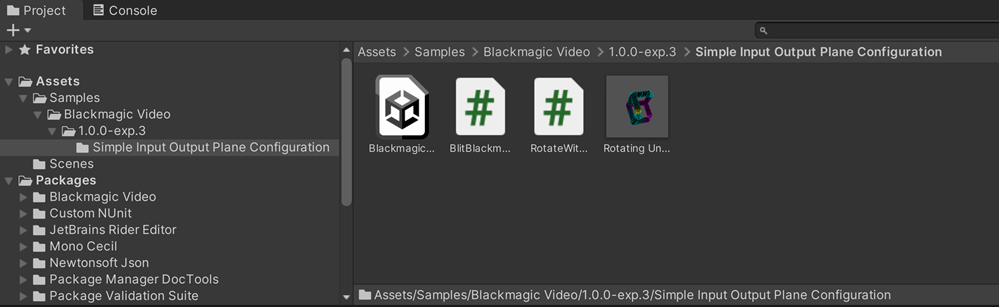 Project
Console
Favorites
Assets
Samples
Blackmagic Video
1.0.0-exp.3
Simple Input Output Plane Configuration
Scenes
Packages
Blackmagic Video
Custom NUnit
JetBrains Rider Editor
Mono Cecil
Newtonsoft Json
Package Manager DocTools
Package Validation Suite
Assets > Samples > Blackmagic Video > 1.0.0-exp.3 > Simple Input Output Plane Configuration
Blackmagic...
BlitBlackm...
RotateWit...
Rotating Un...
Assets/Samples/Blackmagic Video/1.0.0-exp.3/Simple Input Output Plane Configuration